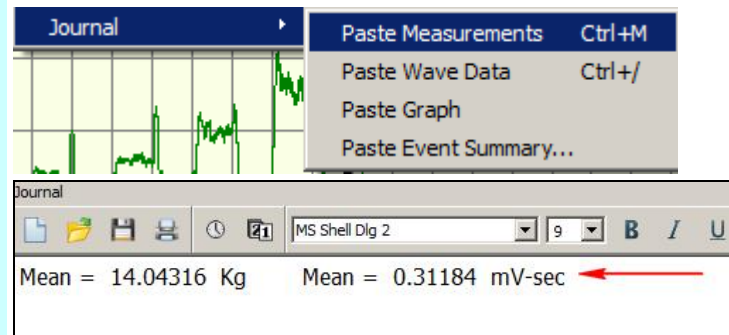 Journal
Paste Measurements Ctrl+M
Paste Wave Data Ctrl+/
Paste Graph
Paste Event Summary...
Journal
21 MS Shell Dlg 2 9 B I U
Mean = 14.04316 Kg Mean = 0.31184 mV-sec